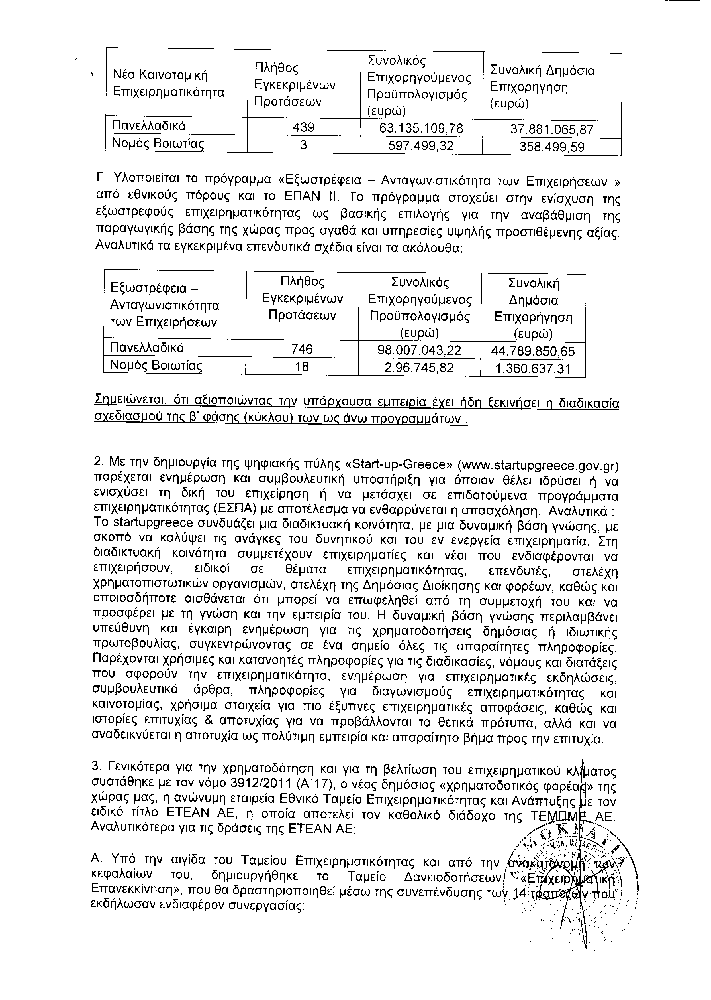 Νέα Καινοτομική Επιχειρηματικότητα | Πλήθος Εγκεκριμένων Προτάσεων | Συνολικός Επιχορηγούμενος Προϋπολογισμός (ευρώ) | Συνολική Δημόσια Επιχορήγηση (ευρώ)
Πανελλαδικά | 439 | 63.135.109,78 | 37.881.065,87
Νομός Βοιωτίας | 3 | 597.499,32 | 358.499,59
Γ. Υλοποιείται το πρόγραμμα «Εξωστρέφεια – Ανταγωνιστικότητα των Επιχειρήσεων »
από εθνικούς πόρους και το ΕΠΑΝ ΙΙ. Το πρόγραμμα στοχεύει στην ενίσχυση της
εξωστρεφούς επιχειρηματικότητας ως βασικής επιλογής για την αναβάθμιση της
παραγωγικής βάσης της χώρας προς αγαθά και υπηρεσίες υψηλής προστιθέμενης αξίας.
Αναλυτικά τα εγκεκριμένα επενδυτικά σχέδια είναι τα ακόλουθα:
Εξωστρέφεια – Ανταγωνιστικότητα των Επιχειρήσεων | Πλήθος Εγκεκριμένων Προτάσεων | Συνολικός Επιχορηγούμενος Προϋπολογισμός (ευρώ) | Συνολική Δημόσια Επιχορήγηση (ευρώ)
Πανελλαδικά | 746 | 98.007.043,22 | 44.789.850,65
Νομός Βοιωτίας | 18 | 2.96.745,82 | 1.360.637,31
Σημειώνεται, ότι αξιοποιώντας την υπάρχουσα εμπειρία έχει ήδη ξεκινήσει η διαδικασία
σχεδιασμού της β' φάσης (κύκλου) των ως άνω προγραμμάτων .
2. Με την δημιουργία της ψηφιακής πύλης «Start-up-Greece» (www.startupgreece.gov.gr)
παρέχεται ενημέρωση και συμβουλευτική υποστήριξη για όποιον θέλει ιδρύσει ή να
ενισχύσει τη δική του επιχείρηση ή να μετάσχει σε επιδοτούμενα προγράμματα
επιχειρηματικότητας (ΕΣΠΑ) με αποτέλεσμα να ενθαρρύνεται η απασχόληση. Αναλυτικά :
Το startupgreece συνδυάζει μια διαδικτυακή κοινότητα, με μια δυναμική βάση γνώσης, με
σκοπό να καλύψει τις ανάγκες του δυνητικού και του εν ενεργεία επιχειρηματία. Στη
διαδικτυακή κοινότητα συμμετέχουν επιχειρηματίες και νέοι που ενδιαφέρονται να
επιχειρήσουν, ειδικοί σε θέματα επιχειρηματικότητας, επενδυτές, στελέχη
χρηματοπιστωτικών οργανισμών, στελέχη της Δημόσιας Διοίκησης και φορέων, καθώς και
οποιοσδήποτε αισθάνεται ότι μπορεί να επωφεληθεί από τη συμμετοχή του και να
προσφέρει με τη γνώση και την εμπειρία του. Η δυναμική βάση γνώσης περιλαμβάνει
υπεύθυνη και έγκαιρη ενημέρωση για τις χρηματοδοτήσεις δημόσιας ή ιδιωτικής
πρωτοβουλίας, συγκεντρώνοντας σε ένα σημείο όλες τις απαραίτητες πληροφορίες.
Παρέχονται χρήσιμες και κατανοητές πληροφορίες για τις διαδικασίες, νόμους και διατάξεις
που αφορούν την επιχειρηματικότητα, ενημέρωση για επιχειρηματικές εκδηλώσεις,
συμβουλευτικά άρθρα, πληροφορίες για διαγωνισμούς επιχειρηματικότητας και
καινοτομίας, χρήσιμα στοιχεία για πιο έξυπνες επιχειρηματικές αποφάσεις, καθώς και
ιστορίες επιτυχίας & αποτυχίας για να προβάλλονται τα θετικά πρότυπα, αλλά και να
αναδεικνύεται η αποτυχία ως πολύτιμη εμπειρία και απαραίτητο βήμα προς την επιτυχία.
3. Γενικότερα για την χρηματοδότηση και για τη βελτίωση του επιχειρηματικού κλίματος
συστάθηκε με τον νόμο 3912/2011 (Α΄17), ο νέος δημόσιος «χρηματοδοτικός φορέας» της
χώρας μας, η ανώνυμη εταιρεία Εθνικό Ταμείο Επιχειρηματικότητας και Ανάπτυξης με τον
ειδικό τίτλο ΕΤΕΑΝ ΑΕ, η οποία αποτελεί τον καθολικό διάδοχο της ΤΕΜΠΜΕ ΑΕ.
Αναλυτικότερα για τις δράσεις της ΕΤΕΑΝ ΑΕ:
Α. Υπό την αιγίδα του Ταμείου Επιχειρηματικότητας και από την ανακατανομή των
κεφαλαίων του, δημιουργήθηκε το Ταμείο Δανειοδοτήσεων «Επιχειρηματική
Επανεκκίνηση», που θα δραστηριοποιηθεί μέσω της συνεπένδυσης των 14 τραπεζών που
εκδήλωσαν ενδιαφέρον συνεργασίας:
ΔΗΜΟΚΡΑΤΙΑ